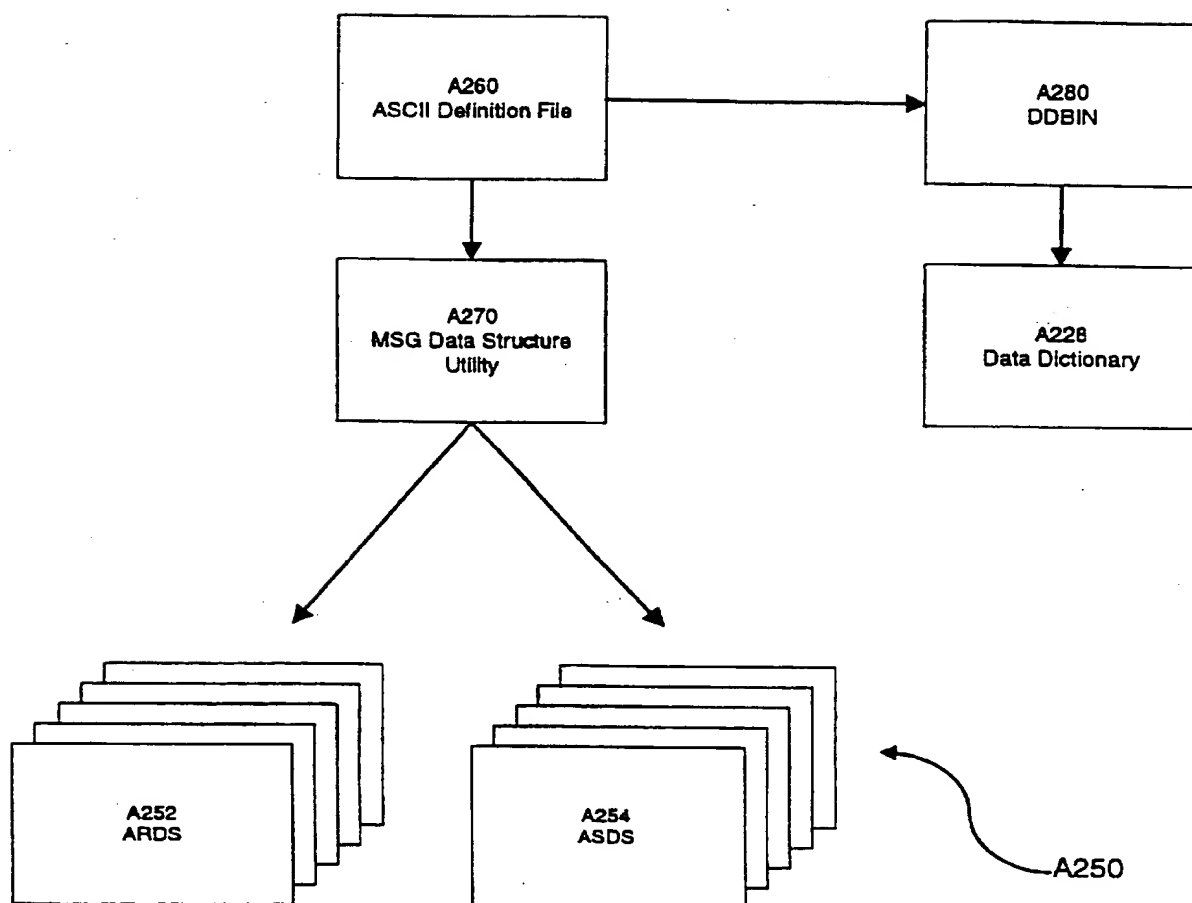 A260
ASCII Definition File
A280
DDBIN
A270
MSG Data Structure
Utility
A228
Data Dictionary
A252
ARDS
A254
ASDS
A250